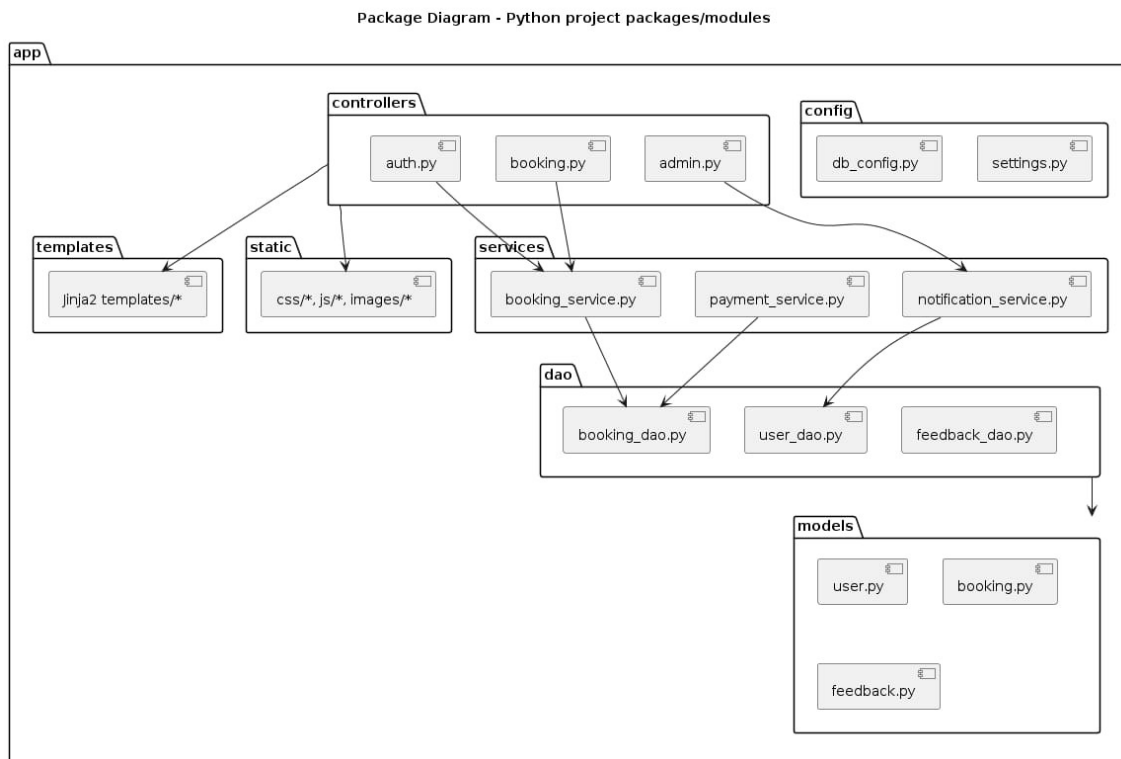 Package Diagram - Python project packages/modules
app
controllers
auth.py
booking.py
admin.py
config
db_config.py
settings.py
templates
Jinja2 templates/*
static
css/*, js/*, images/*
services
booking_service.py
payment_service.py
notification_service.py
dao
booking_dao.py
user_dao.py
feedback_dao.py
models
user.py
booking.py
feedback.py